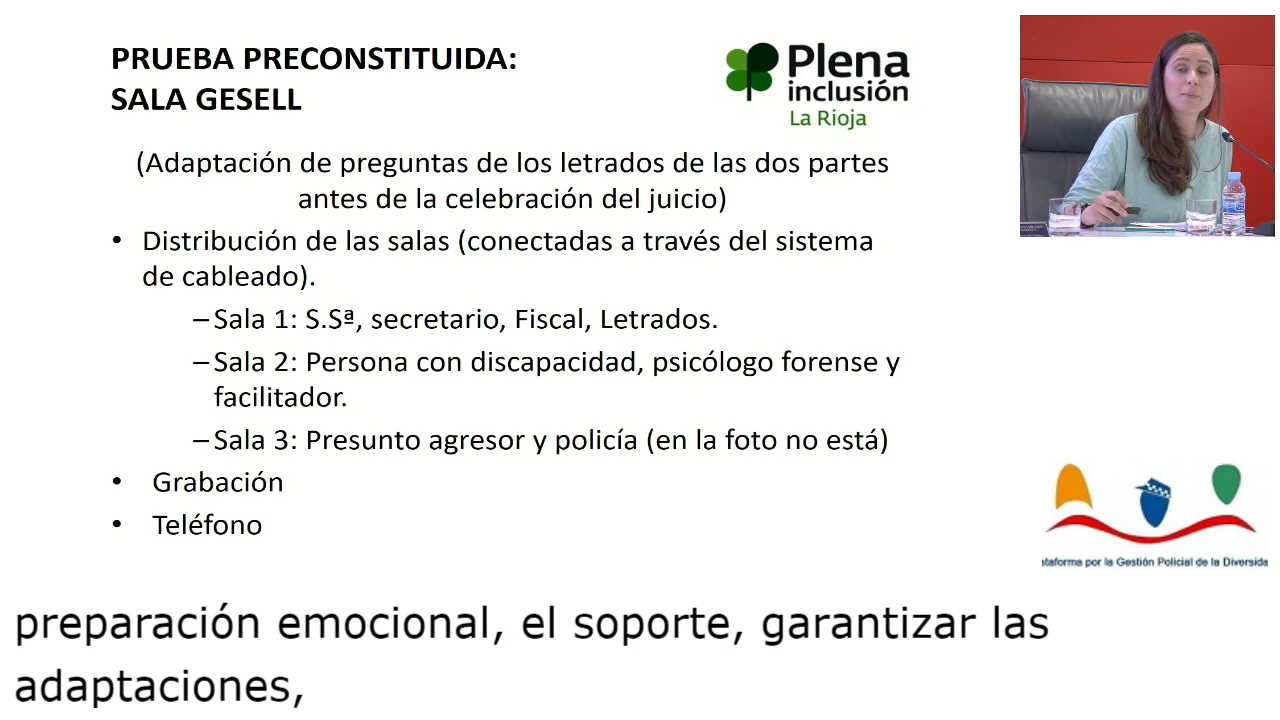 PRUEBA PRECONSTITUIDA:
SALA GESELL
Plena
inclusión
La Rioja
(Adaptación de preguntas de los letrados de las dos partes
antes de la celebración del juicio)
• Distribución de las salas (conectadas a través del sistema
de cableado).
– Sala 1: S.Sª, secretario, Fiscal, Letrados.
– Sala 2: Persona con discapacidad, psicólogo forense y
facilitador.
– Sala 3: Presunto agresor y policía (en la foto no está)
• Grabación
• Teléfono
ataforma por la Gestión Policial de la Diversida
preparación emocional, el soporte, garantizar las
adaptaciones,